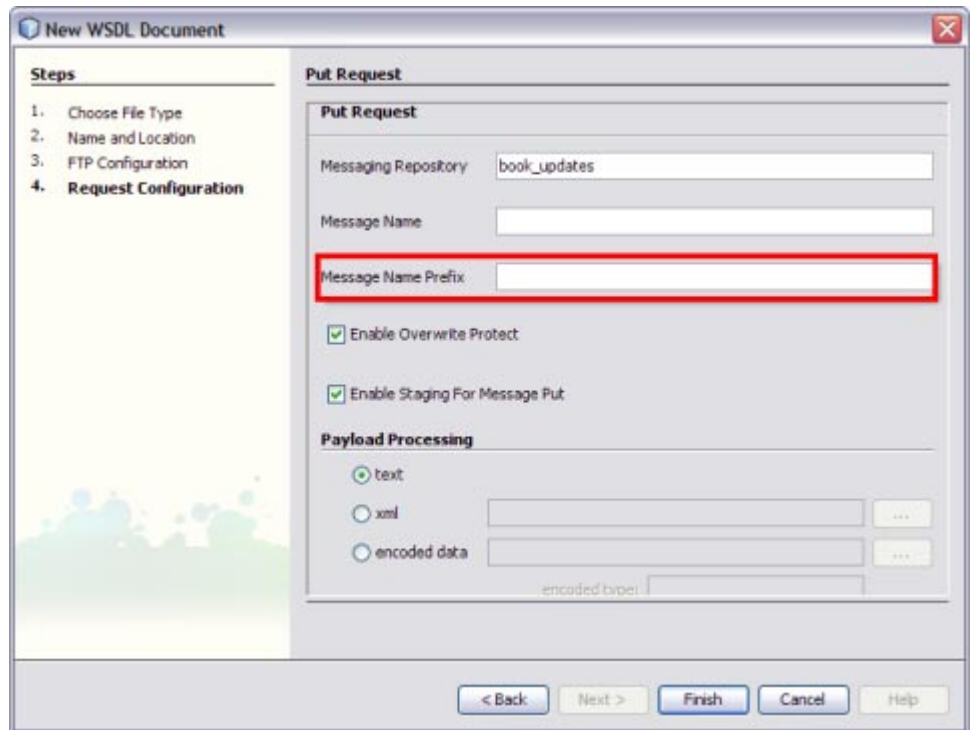 New WSDL Document
Steps
1. Choose File Type
2. Name and Location
3. FTP Configuration
4. Request Configuration
Put Request
Put Request
Messaging Repository book_updates
Message Name
Message Name Prefix
Enable Overwrite Protect
Enable Staging For Message Put
Payload Processing
text
xml ...
encoded data ...
encoded type:
< Back Next > Finish Cancel Help